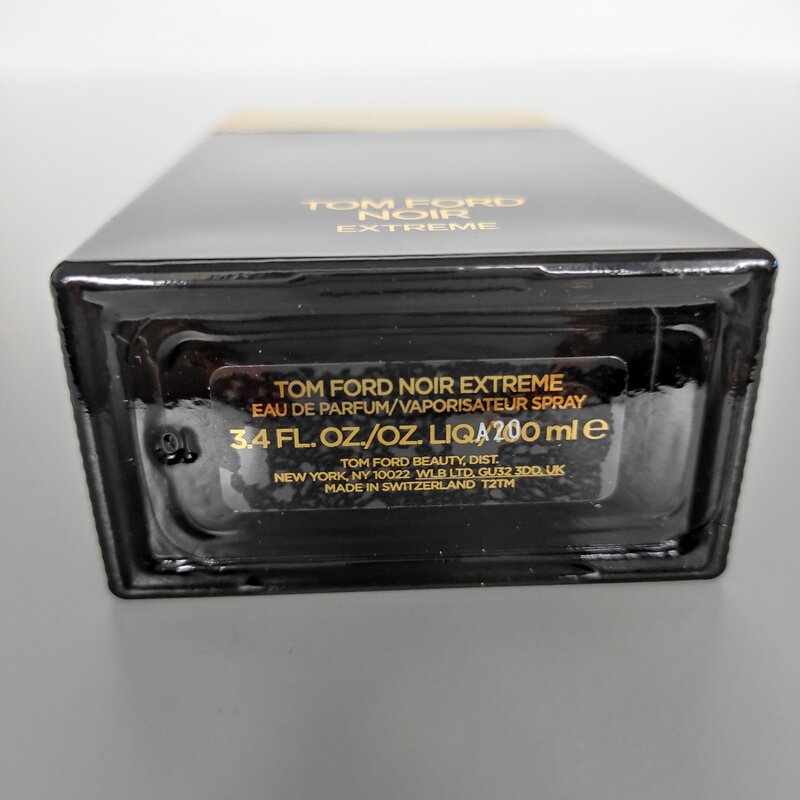 TOM FORD
NOIR
EXTREME
TOM FORD NOIR EXTREME
EAU DE PARFUM/VAPORISATEUR SPRAY
3.4 FL. OZ./OZ. LIQ./100 ml e
A20
TOM FORD BEAUTY, DIST.
NEW YORK, NY 10022 WLB LTD. GU32 3DD. UK
MADE IN SWITZERLAND T2TM